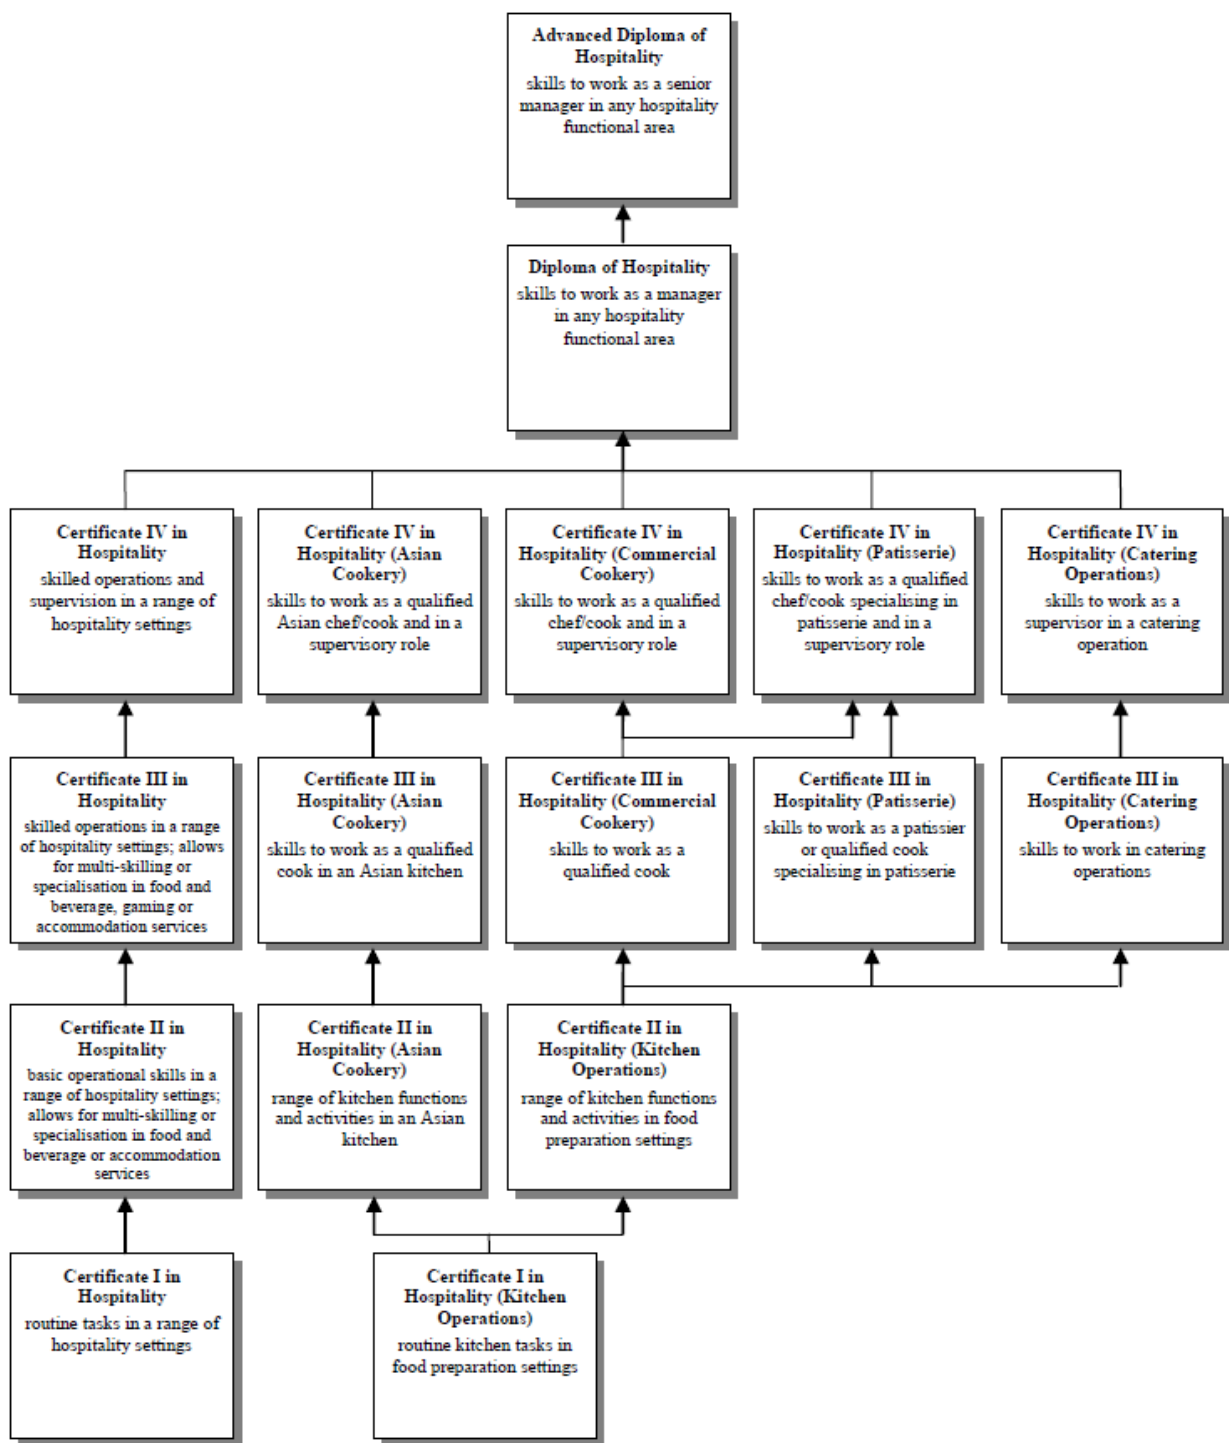 Advanced Diploma of
Hospitality
skills to work as a senior
manager in any hospitality
functional area
Diploma of Hospitality
skills to work as a manager
in any hospitality
functional area
Certificate IV in
Hospitality
skilled operations and
supervision in a range of
hospitality settings
Certificate IV in
Hospitality (Asian
Cookery)
skills to work as a qualified
Asian chef/cook and in a
supervisory role
Certificate IV in
Hospitality (Commercial
Cookery)
skills to work as a qualified
chef/cook and in a
supervisory role
Certificate IV in
Hospitality (Patisserie)
skills to work as a qualified
chef/cook specialising in
patisserie and in a
supervisory role
Certificate IV in
Hospitality (Catering
Operations)
skills to work as a
supervisor in a catering
operation
Certificate III in
Hospitality
skilled operations in a range
of hospitality settings; allows
for multi-skilling or
specialisation in food and
beverage, gaming or
accommodation services
Certificate III in
Hospitality (Asian
Cookery)
skills to work as a qualified
cook in an Asian kitchen
Certificate III in
Hospitality (Commercial
Cookery)
skills to work as a
qualified cook
Certificate III in
Hospitality (Patisserie)
skills to work as a patissier
or qualified cook
specialising in patisserie
Certificate III in
Hospitality (Catering
Operations)
skills to work in catering
operations
Certificate II in
Hospitality
basic operational skills in a
range of hospitality settings;
allows for multi-skilling or
specialisation in food and
beverage or accommodation
services
Certificate II in
Hospitality (Asian
Cookery)
range of kitchen functions
and activities in an Asian
kitchen
Certificate II in
Hospitality (Kitchen
Operations)
range of kitchen functions
and activities in food
preparation settings
Certificate I in
Hospitality
routine tasks in a range of
hospitality settings
Certificate I in
Hospitality (Kitchen
Operations)
routine kitchen tasks in
food preparation settings